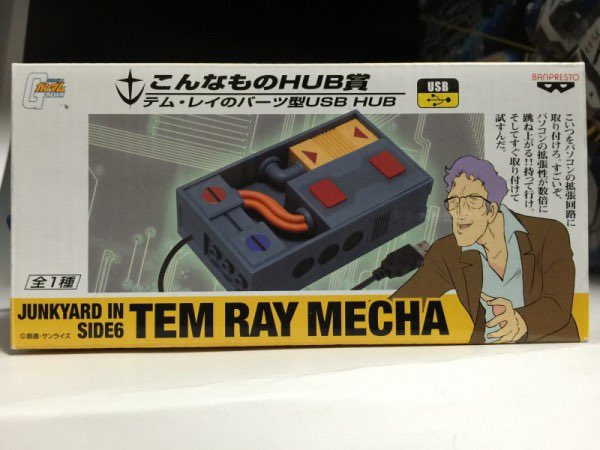 ガンダム
こんなものHUB賞
テム・レイのパーツ型USB HUB
USB
BANPRESTO
こいつをパソコンの拡張回路に
取り付けろ。すごいぞ
パソコンの拡張性が数倍に
跳ね上がる!!持って行け。
そしてすぐ取り付けて
試すんだ。
全1種
JUNKYARD IN
SIDE6
TEM RAY MECHA
©創通・サンライズ